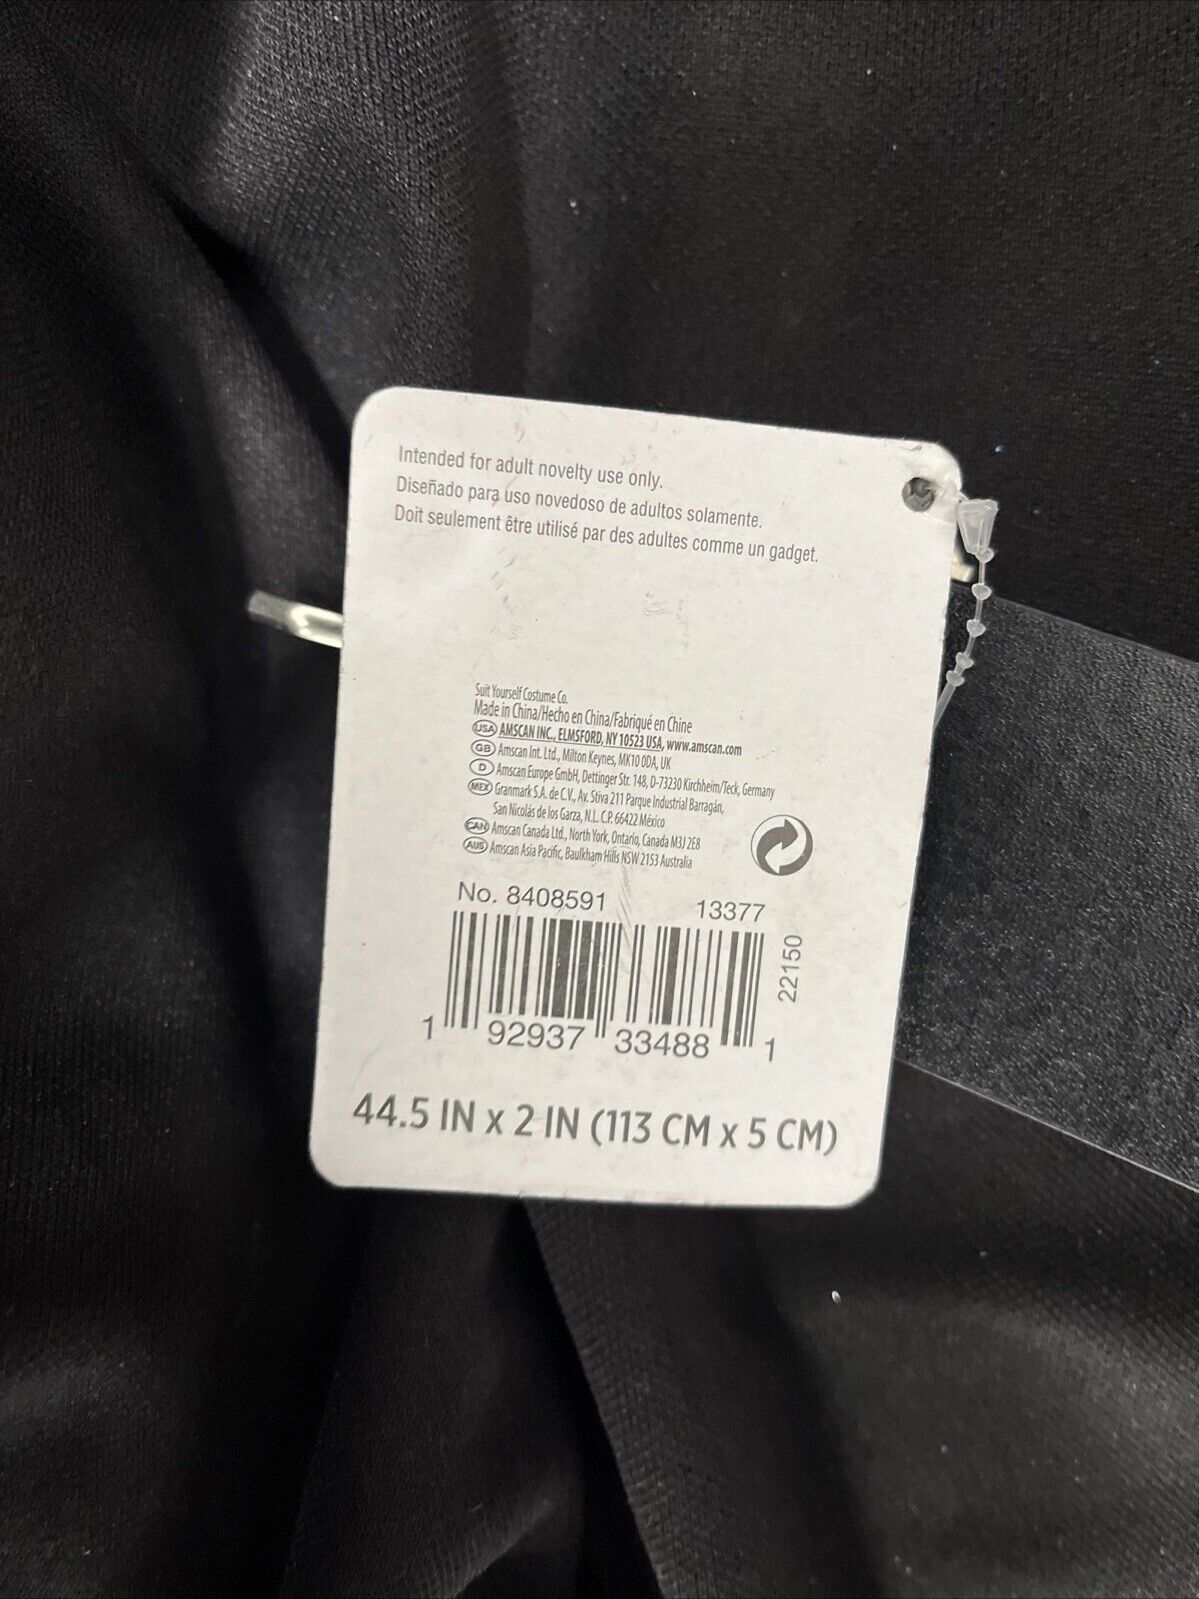 Intended for adult novelty use only.
Diseñado para uso novedoso de adultos solamente.
Doit seulement être utilisé par des adultes comme un gadget.
Suit Yourself Costume Co.
Made in China/Hecho en China/Fabriqué en Chine
USA AMSCAN INC., ELMSFORD, NY 10523 USA, www.amscan.com
GB Amscan Int. Ltd., Milton Keynes, MK10 0DA, UK
D Amscan Europe GmbH, Dettinger Str. 148, D-73230 Kirchheim/Teck, Germany
MEX Granmark S.A. de C.V., Av. Stiva 211 Parque Industrial Barragán,
San Nicolás de los Garza, N.L. C.P. 66422 México
CAN Amscan Canada Ltd., North York, Ontario, Canada M3J 2E8
AUS Amscan Asia Pacific, Baulkham Hills NSW 2153 Australia
No. 8408591 13377
22150
1 92937 33488 1
44.5 IN x 2 IN (113 CM x 5 CM)